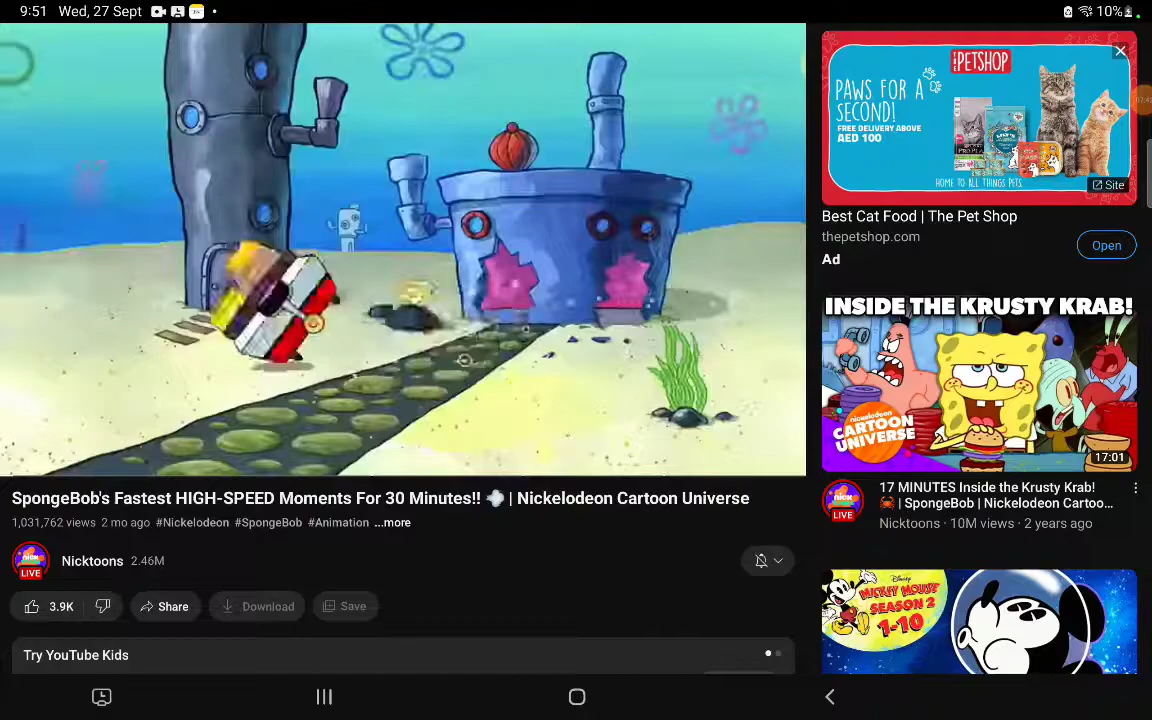 9:51 Wed, 27 Sept
10%
THE PETSHOP
PAWS FOR A
SECOND!
FREE DELIVERY ABOVE
AED 100
PRO PLAN
HOME TO ALL THINGS PETS.
Site
Best Cat Food | The Pet Shop
thepetshop.com
Open
Ad
INSIDE THE KRUSTY KRAB!
nickelodeon
CARTOON
UNIVERSE
17:01
LIVE
17 MINUTES Inside the Krusty Krab!
🦀 | SpongeBob | Nickelodeon Cartoo...
Nicktoons · 10M views · 2 years ago
Disney
MICKEY MOUSE
SEASON 2
1-10
SpongeBob's Fastest HIGH-SPEED Moments For 30 Minutes!! 💨 | Nickelodeon Cartoon Universe
1,031,762 views 2 mo ago #Nickelodeon #SpongeBob #Animation ...more
LIVE
Nicktoons 2.46M
3.9K
Share
Download
Save
Try YouTube Kids